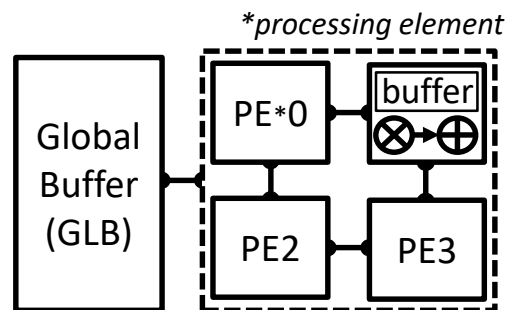 *processing element
Global
Buffer
(GLB)
PE*0
buffer
PE2
PE3